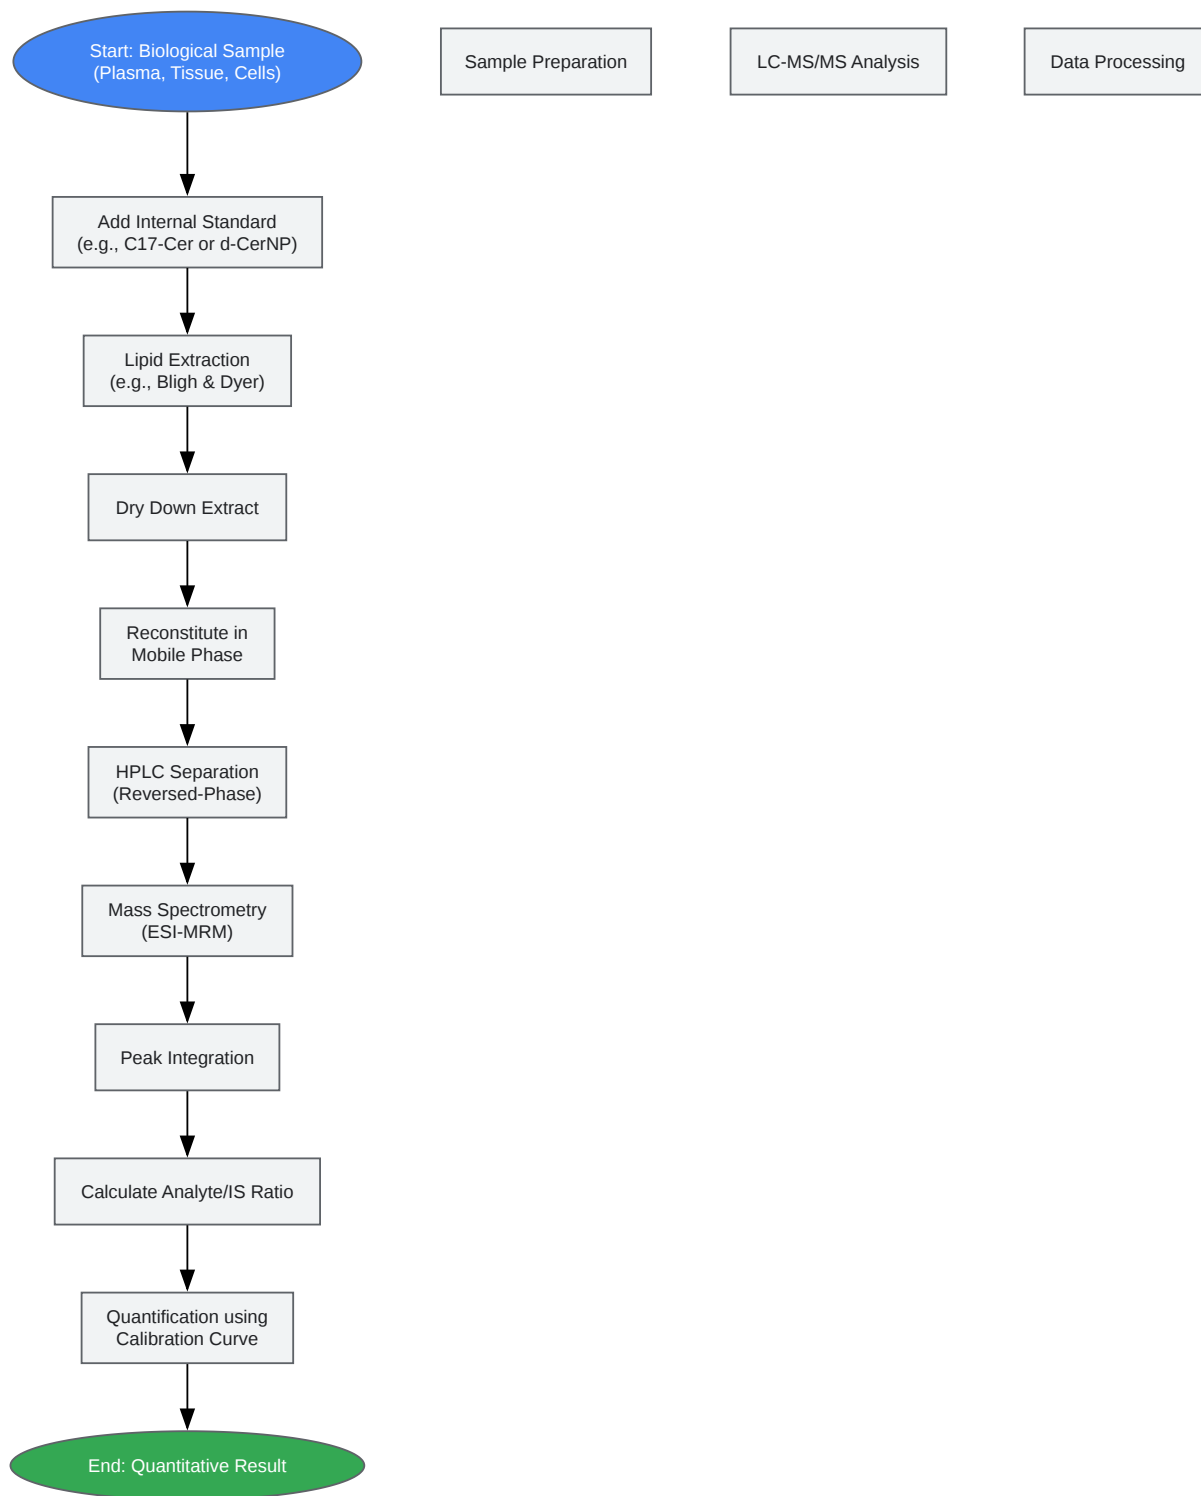 Start: Biological Sample
(Plasma, Tissue, Cells)
Sample Preparation
LC-MS/MS Analysis
Data Processing
Add Internal Standard
(e.g., C17-Cer or d-CerNP)
Lipid Extraction
(e.g., Bligh & Dyer)
Dry Down Extract
Reconstitute in
Mobile Phase
HPLC Separation
(Reversed-Phase)
Mass Spectrometry
(ESI-MRM)
Peak Integration
Calculate Analyte/IS Ratio
Quantification using
Calibration Curve
End: Quantitative Result